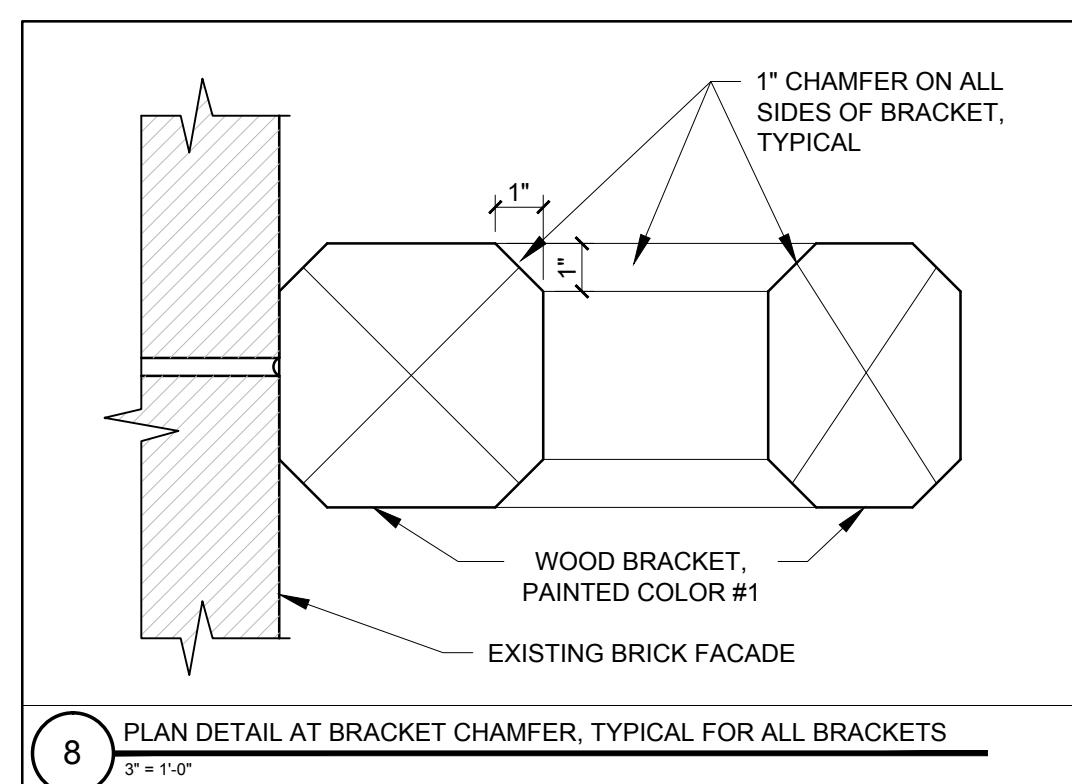 1" CHAMFER ON ALL
SIDES OF BRACKET,
TYPICAL
1"
1"
WOOD BRACKET,
PAINTED COLOR #1
EXISTING BRICK FACADE
8
PLAN DETAIL AT BRACKET CHAMFER, TYPICAL FOR ALL BRACKETS
3" = 1'-0"